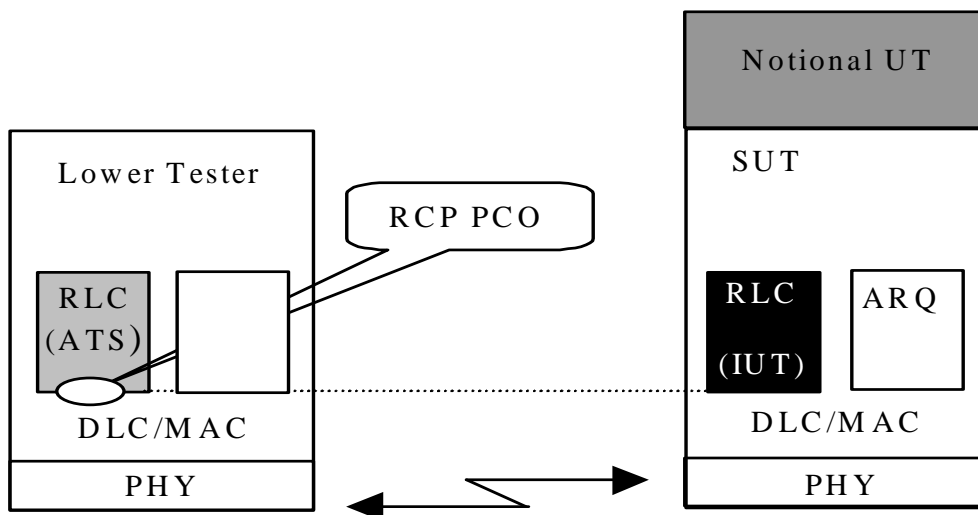 Notional UT
Lower Tester
SUT
RCP PCO
RLC
(ATS)
RLC
(IUT)
ARQ
DLC/MAC
DLC/MAC
PHY
PHY